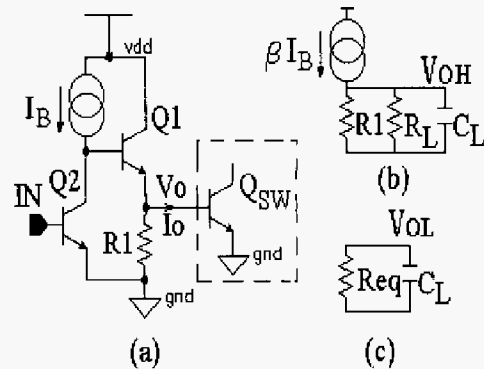 vdd
I_B
Q1
Q2
IN
Vo
Io
R1
Q_SW
gnd
gnd
(a)
βI_B
V_OH
R1
R_L
C_L
(b)
V_OL
Req
C_L
(c)